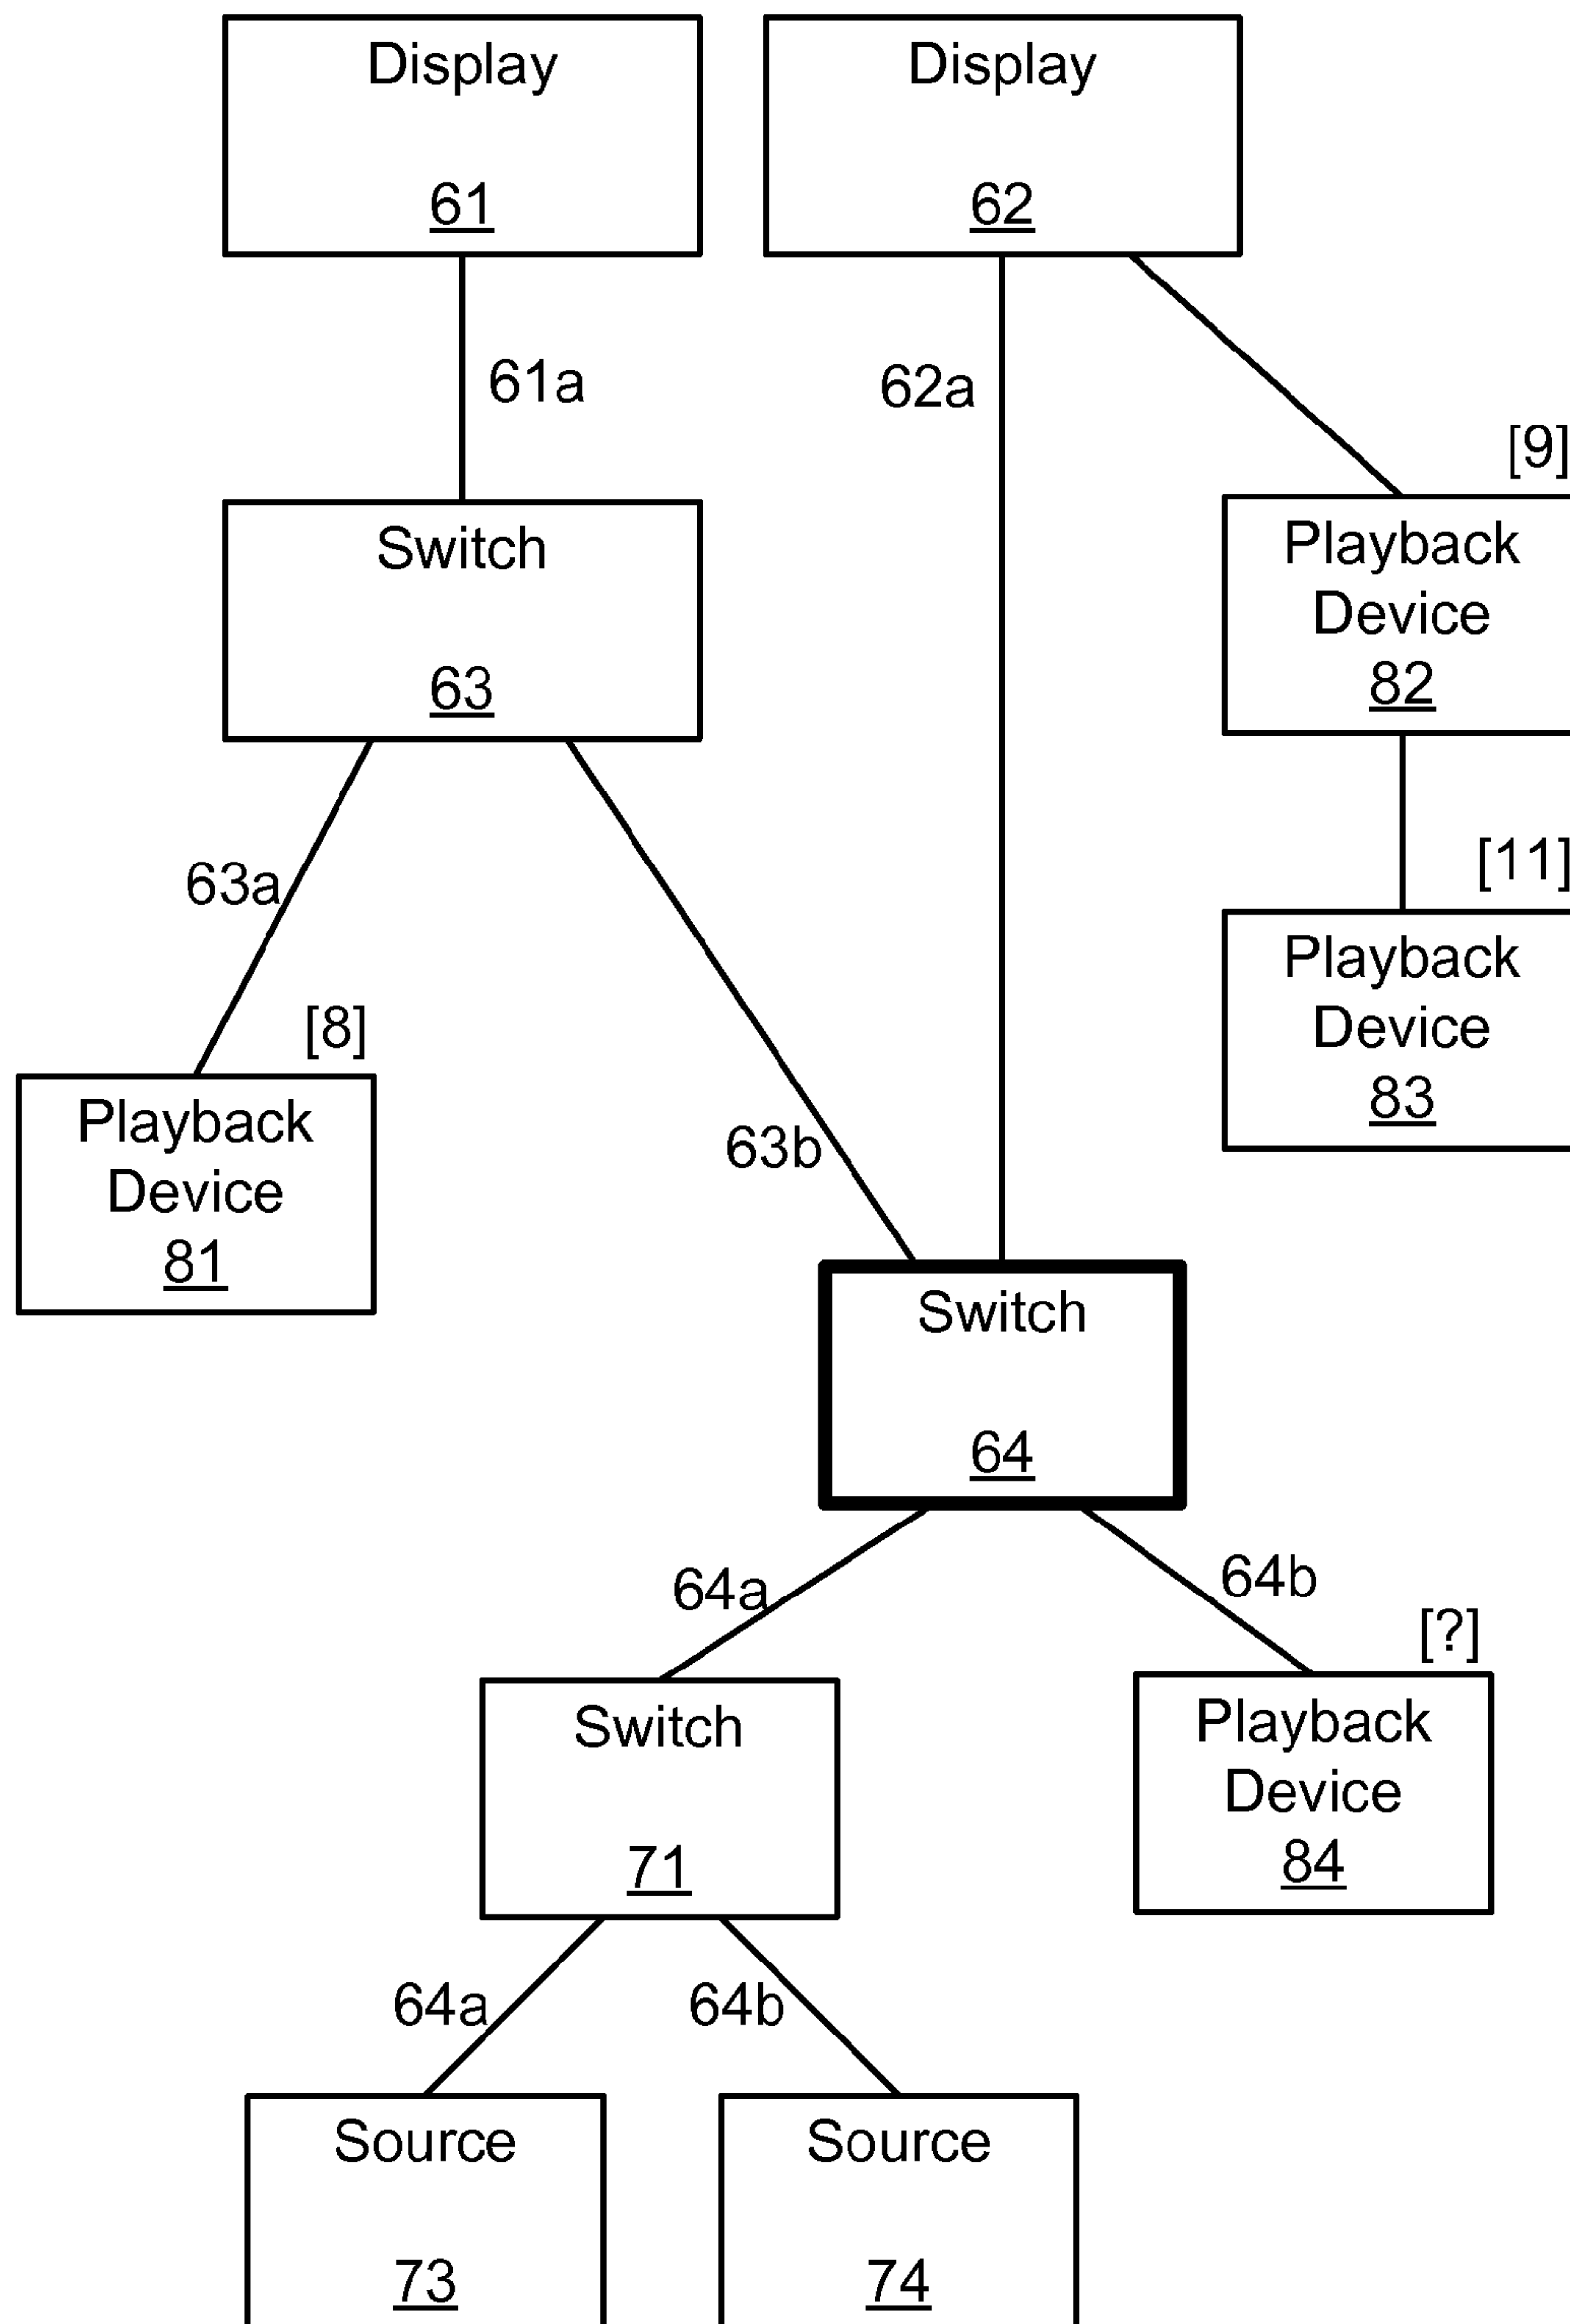 Display
61
Display
62
61a
62a
[9]
Switch
63
Playback
Device
82
63a
[11]
Playback
Device
83
[8]
Playback
Device
81
63b
Switch
64
64a
64b
[?]
Switch
71
Playback
Device
84
64a
64b
Source
73
Source
74